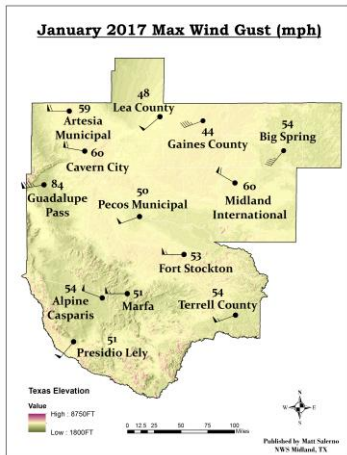 January 2017 Max Wind Gust (mph)
48
Lea County
59
Artesia
Municipal
44
Gaines County
54
Big Spring
60
Cavern City
84
Guadalupe
Pass
50
Pecos Municipal
60
Midland
International
53
Fort Stockton
54
Alpine
Casparis
51
Marfa
54
Terrell County
51
Presidio Lely
Texas Elevation
Value
High : 8750FT
Low : 1800FT
0 12.5 25 50 75 100
Miles
N
W E
S
Published by Matt Salerno
NWS Midland, TX